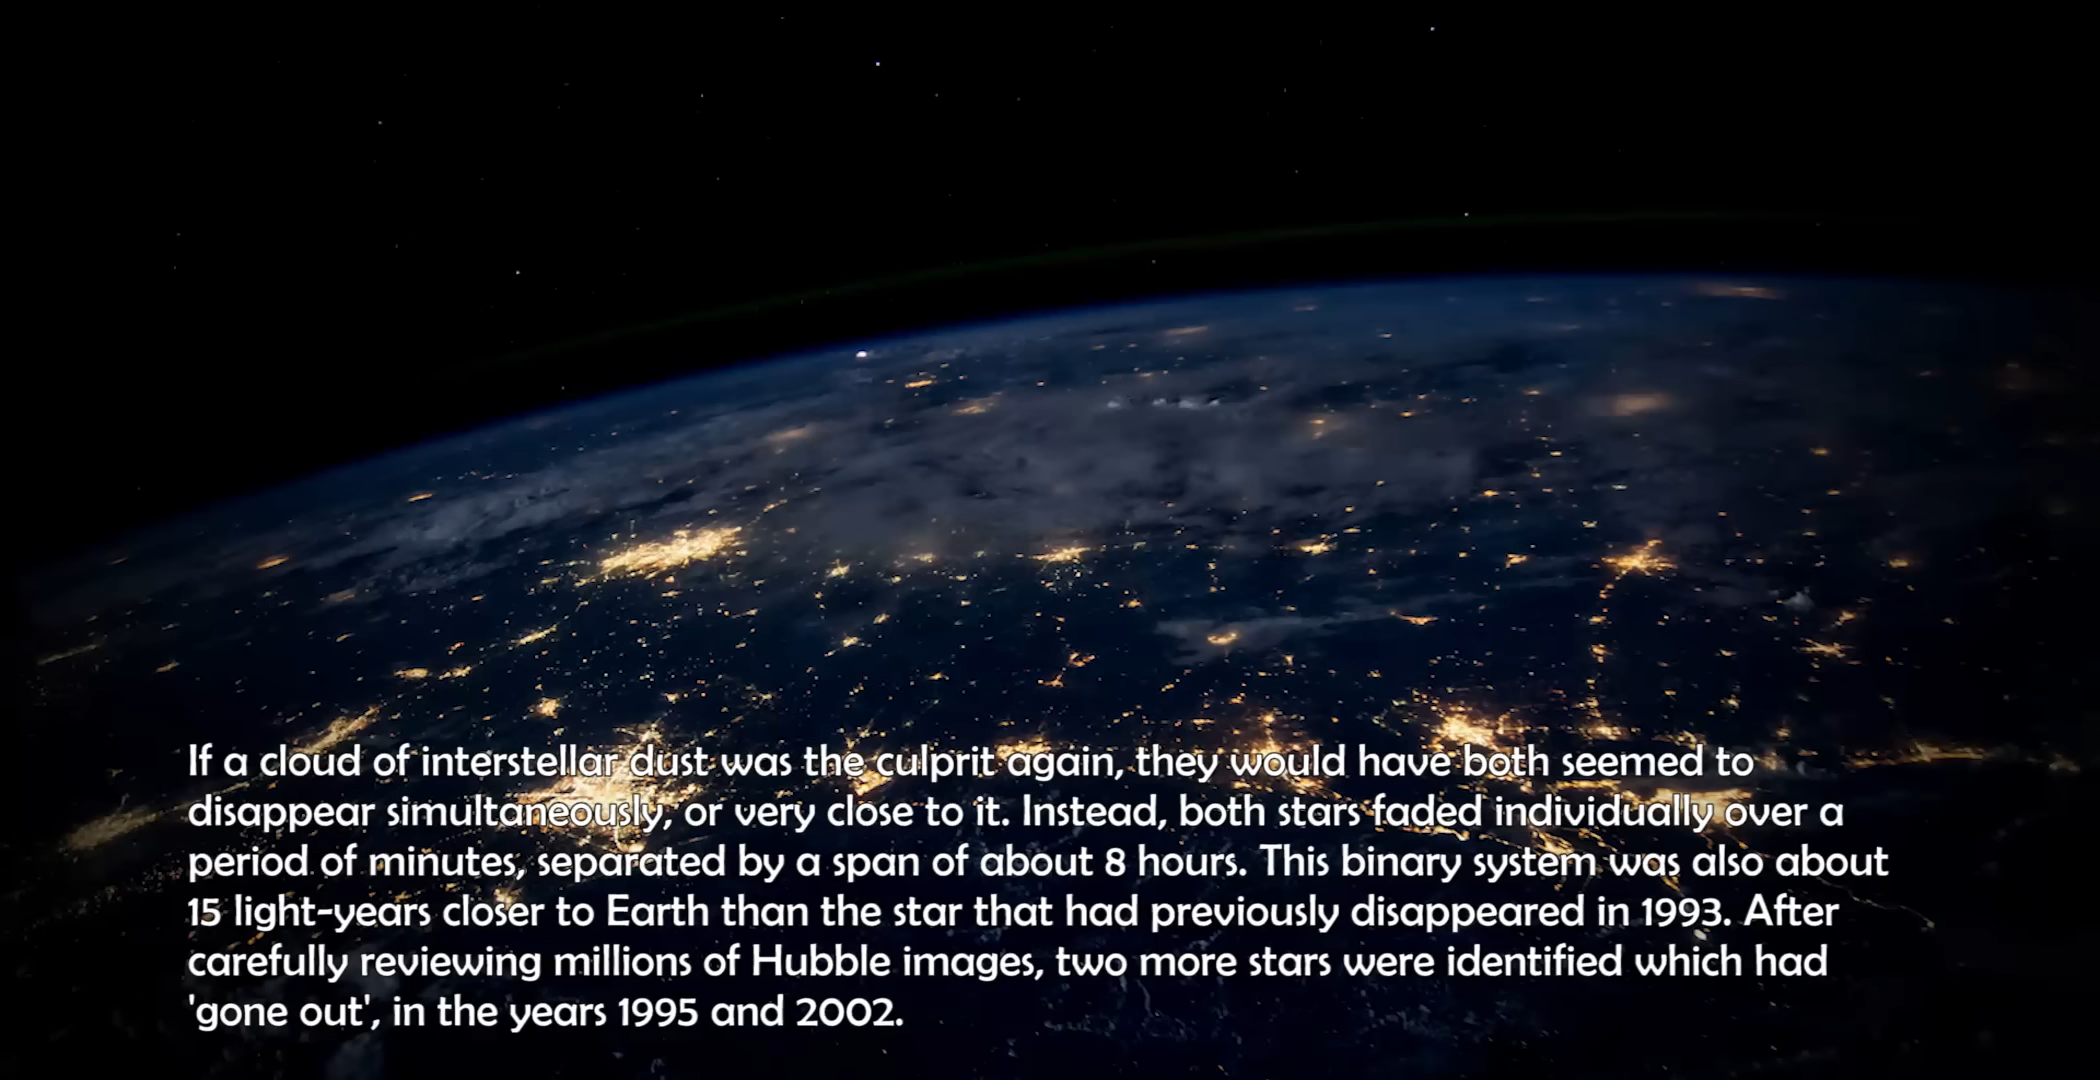 If a cloud of interstellar dust was the culprit again, they would have both seemed to
disappear simultaneously, or very close to it. Instead, both stars faded individually over a
period of minutes, separated by a span of about 8 hours. This binary system was also about
15 light-years closer to Earth than the star that had previously disappeared in 1993. After
carefully reviewing millions of Hubble images, two more stars were identified which had
'gone out', in the years 1995 and 2002.